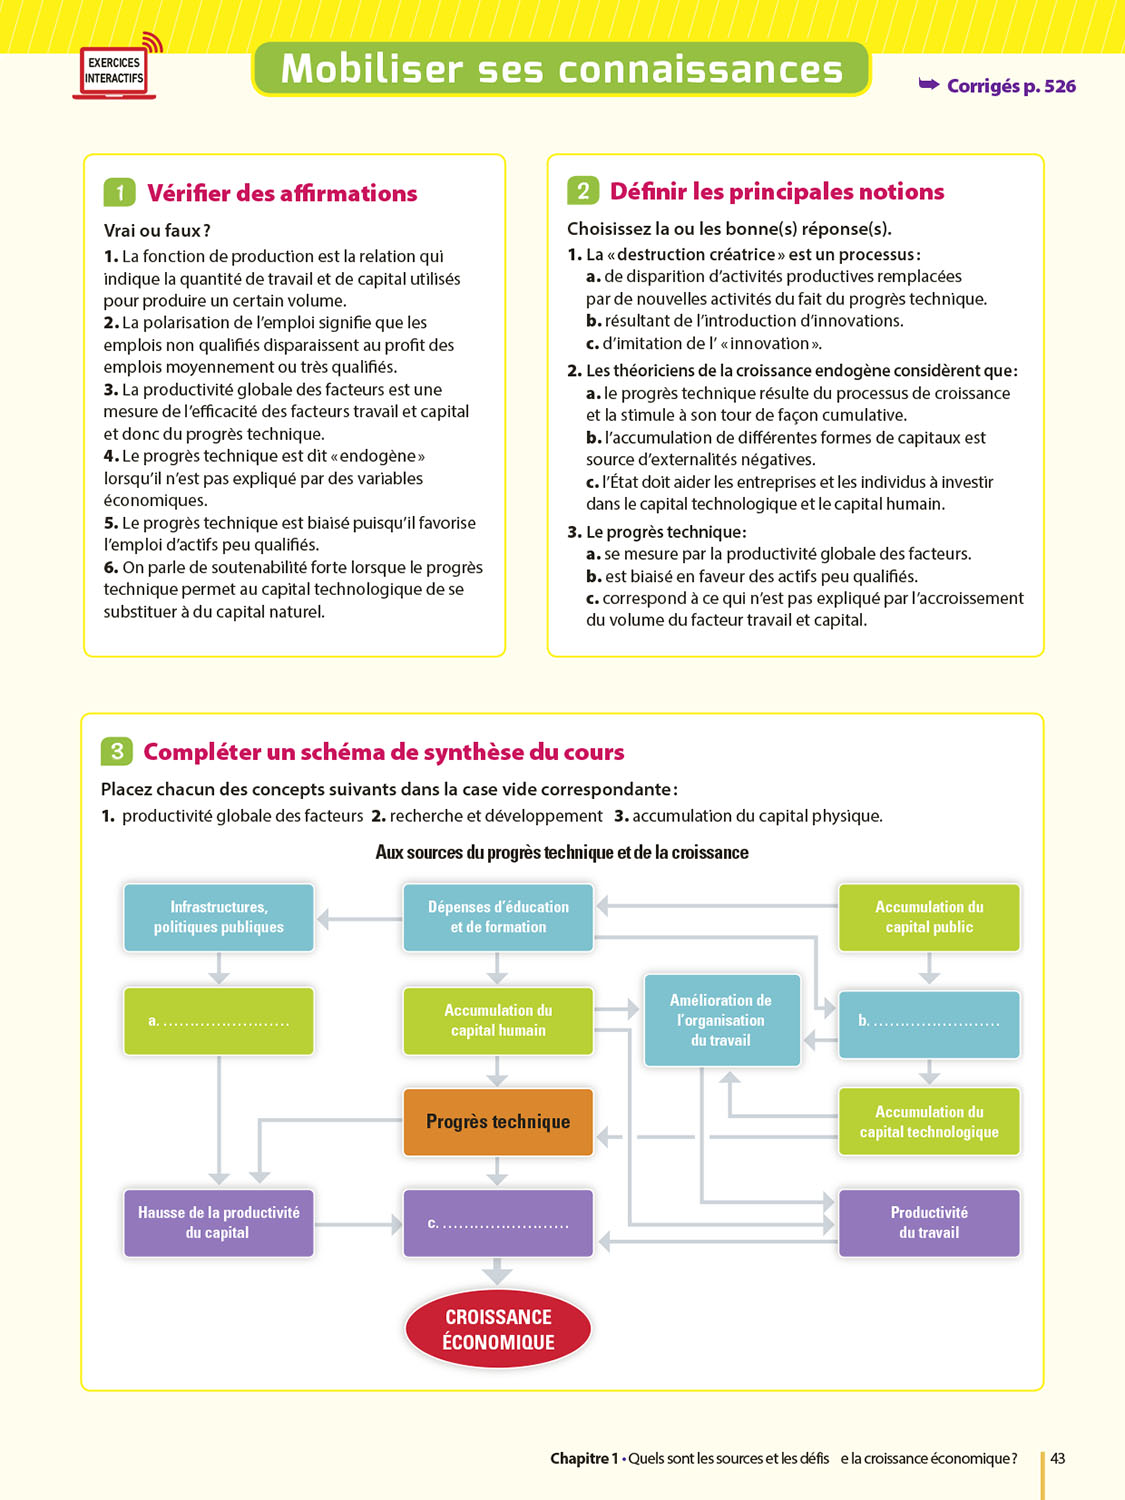 EXERCICES
INTERACTIFS
Mobiliser ses connaissances
➥ Corrigés p. 526
1 Vérifier des affirmations
Vrai ou faux ?
1. La fonction de production est la relation qui
indique la quantité de travail et de capital utilisés
pour produire un certain volume.
2. La polarisation de l'emploi signifie que les
emplois non qualifiés disparaissent au profit des
emplois moyennement ou très qualifiés.
3. La productivité globale des facteurs est une
mesure de l'efficacité des facteurs travail et capital
et donc du progrès technique.
4. Le progrès technique est dit « endogène »
lorsqu'il n'est pas expliqué par des variables
économiques.
5. Le progrès technique est biaisé puisqu'il favorise
l'emploi d'actifs peu qualifiés.
6. On parle de soutenabilité forte lorsque le progrès
technique permet au capital technologique de se
substituer à du capital naturel.
2 Définir les principales notions
Choisissez la ou les bonne(s) réponse(s).
1. La « destruction créatrice » est un processus :
a. de disparition d'activités productives remplacées
par de nouvelles activités du fait du progrès technique.
b. résultant de l'introduction d'innovations.
c. d'imitation de l' « innovation ».
2. Les théoriciens de la croissance endogène considèrent que :
a. le progrès technique résulte du processus de croissance
et la stimule à son tour de façon cumulative.
b. l'accumulation de différentes formes de capitaux est
source d'externalités négatives.
c. l'État doit aider les entreprises et les individus à investir
dans le capital technologique et le capital humain.
3. Le progrès technique :
a. se mesure par la productivité globale des facteurs.
b. est biaisé en faveur des actifs peu qualifiés.
c. correspond à ce qui n'est pas expliqué par l'accroissement
du volume du facteur travail et capital.
3 Compléter un schéma de synthèse du cours
Placez chacun des concepts suivants dans la case vide correspondante :
1. productivité globale des facteurs 2. recherche et développement 3. accumulation du capital physique.
Aux sources du progrès technique et de la croissance
Infrastructures,
politiques publiques
Dépenses d'éducation
et de formation
Accumulation du
capital public
a. ........................
Accumulation du
capital humain
Amélioration de
l'organisation
du travail
b. ........................
Progrès technique
Accumulation du
capital technologique
Hausse de la productivité
du capital
c. ........................
Productivité
du travail
CROISSANCE
ÉCONOMIQUE
Chapitre 1 • Quels sont les sources et les défis e la croissance économique ? 43